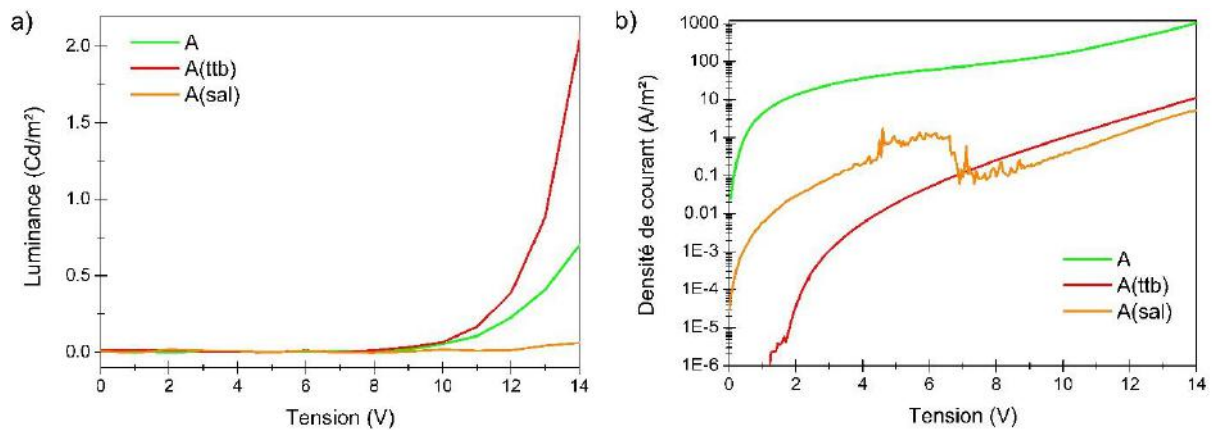 a)
A
A(ttb)
A(sal)
Luminance (Cd/m²)
2.0
1.5
1.0
0.5
0.0
0 2 4 6 8 10 12 14
Tension (V)
b)
Densité de courant (A/m²)
1000
100
10
1
0.1
0.01
1E-3
1E-4
1E-5
1E-6
A
A(ttb)
A(sal)
0 2 4 6 8 10 12 14
Tension (V)